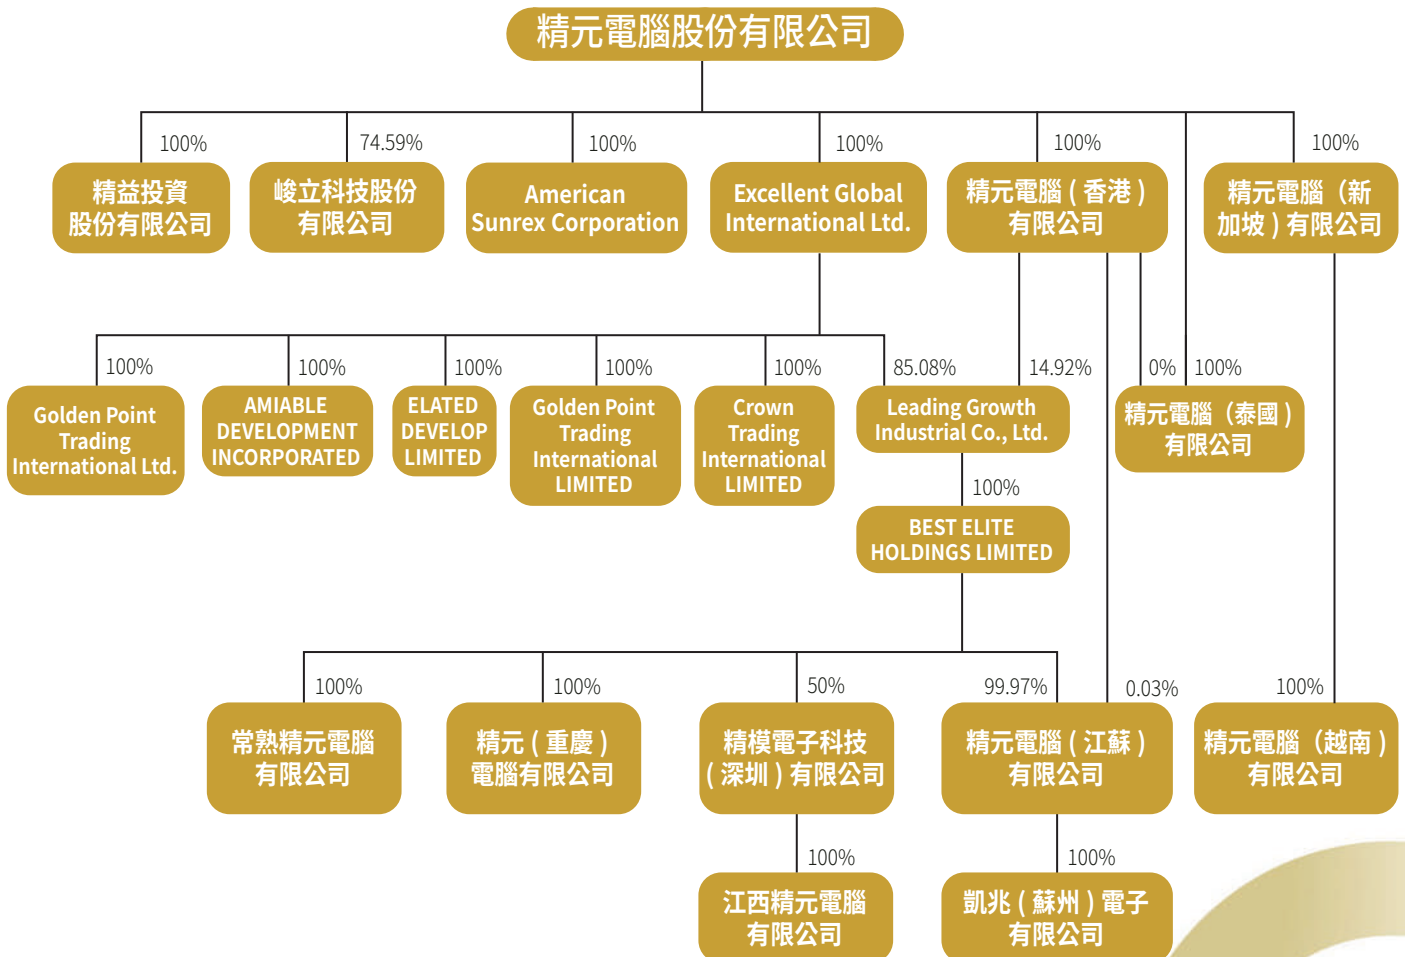 精元電腦股份有限公司
100%
74.59%
100%
100%
100%
100%
精益投資
股份有限公司
峻立科技股份
有限公司
American
Sunrex Corporation
Excellent Global
International Ltd.
精元電腦 ( 香港 )
有限公司
精元電腦（新
加坡 ) 有限公司
100%
100%
100%
100%
100%
85.08%
14.92%
0%
100%
Golden Point
Trading
International Ltd.
AMIABLE
DEVELOPMENT
INCORPORATED
ELATED
DEVELOP
LIMITED
Golden Point
Trading
International
LIMITED
Crown
Trading
International
LIMITED
Leading Growth
Industrial Co., Ltd.
精元電腦（泰國 )
有限公司
100%
BEST ELITE
HOLDINGS LIMITED
100%
100%
50%
99.97%
0.03%
100%
常熟精元電腦
有限公司
精元 ( 重慶 )
電腦有限公司
精模電子科技
( 深圳 ) 有限公司
精元電腦 ( 江蘇 )
有限公司
精元電腦（越南 )
有限公司
100%
100%
江西精元電腦
有限公司
凱兆 ( 蘇州 ) 電子
有限公司